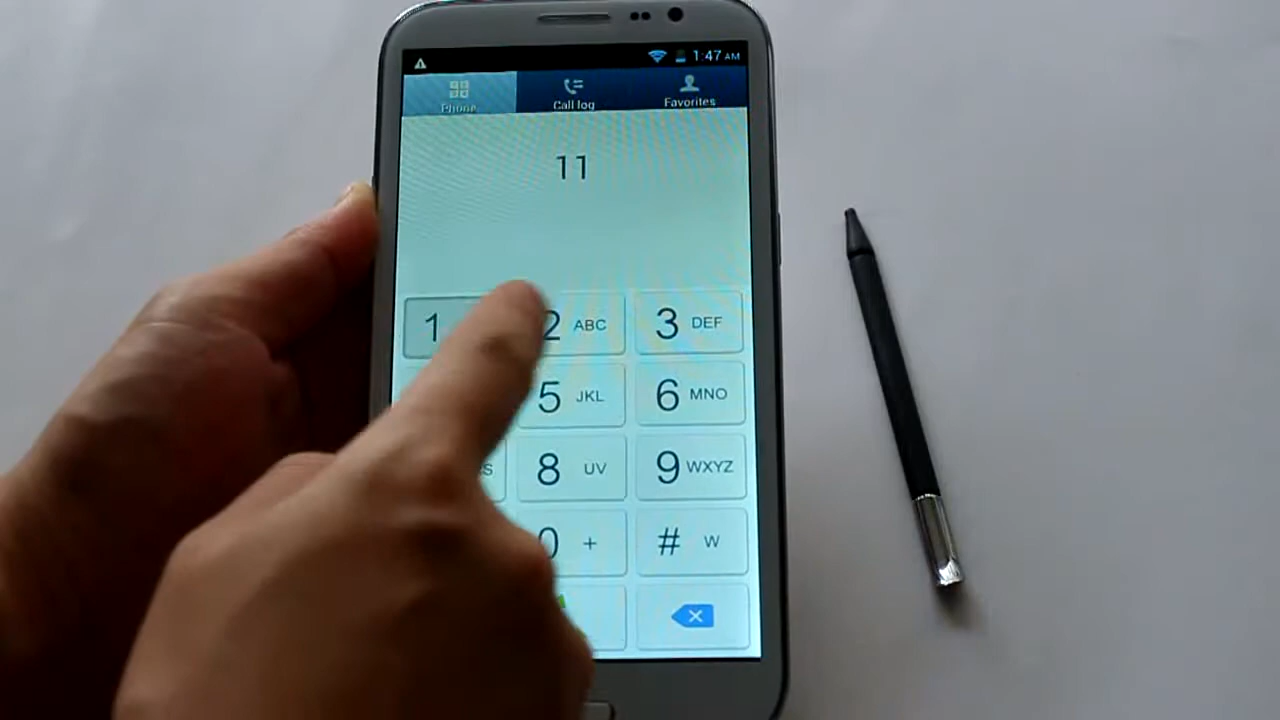 1:47 AM
Phone Call log Favorites
11
1 2 ABC 3 DEF
5 JKL 6 MNO
S 8 UV 9 WXYZ
0 + # W